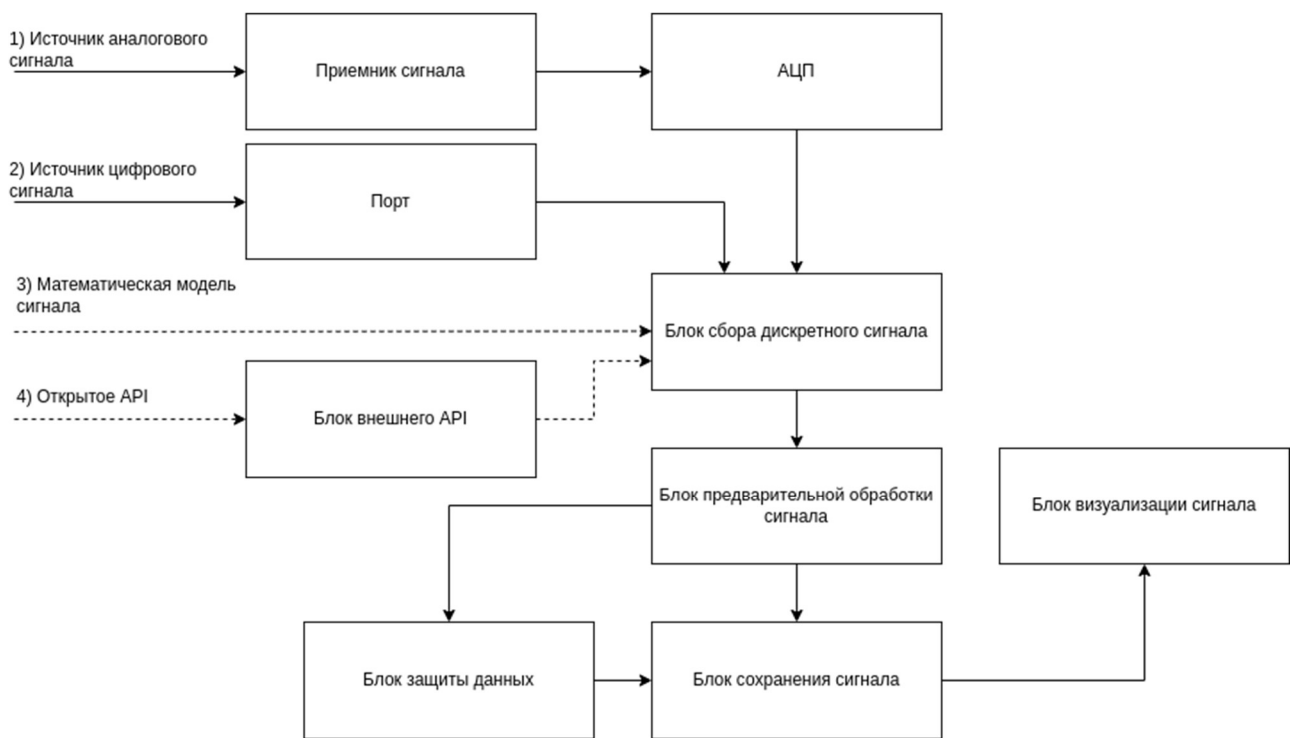 1) Источник аналогового
сигнала
Приемник сигнала
АЦП
2) Источник цифрового
сигнала
Порт
3) Математическая модель
сигнала
Блок сбора дискретного сигнала
4) Открытое API
Блок внешнего API
Блок предварительной обработки
сигнала
Блок визуализации сигнала
Блок защиты данных
Блок сохранения сигнала